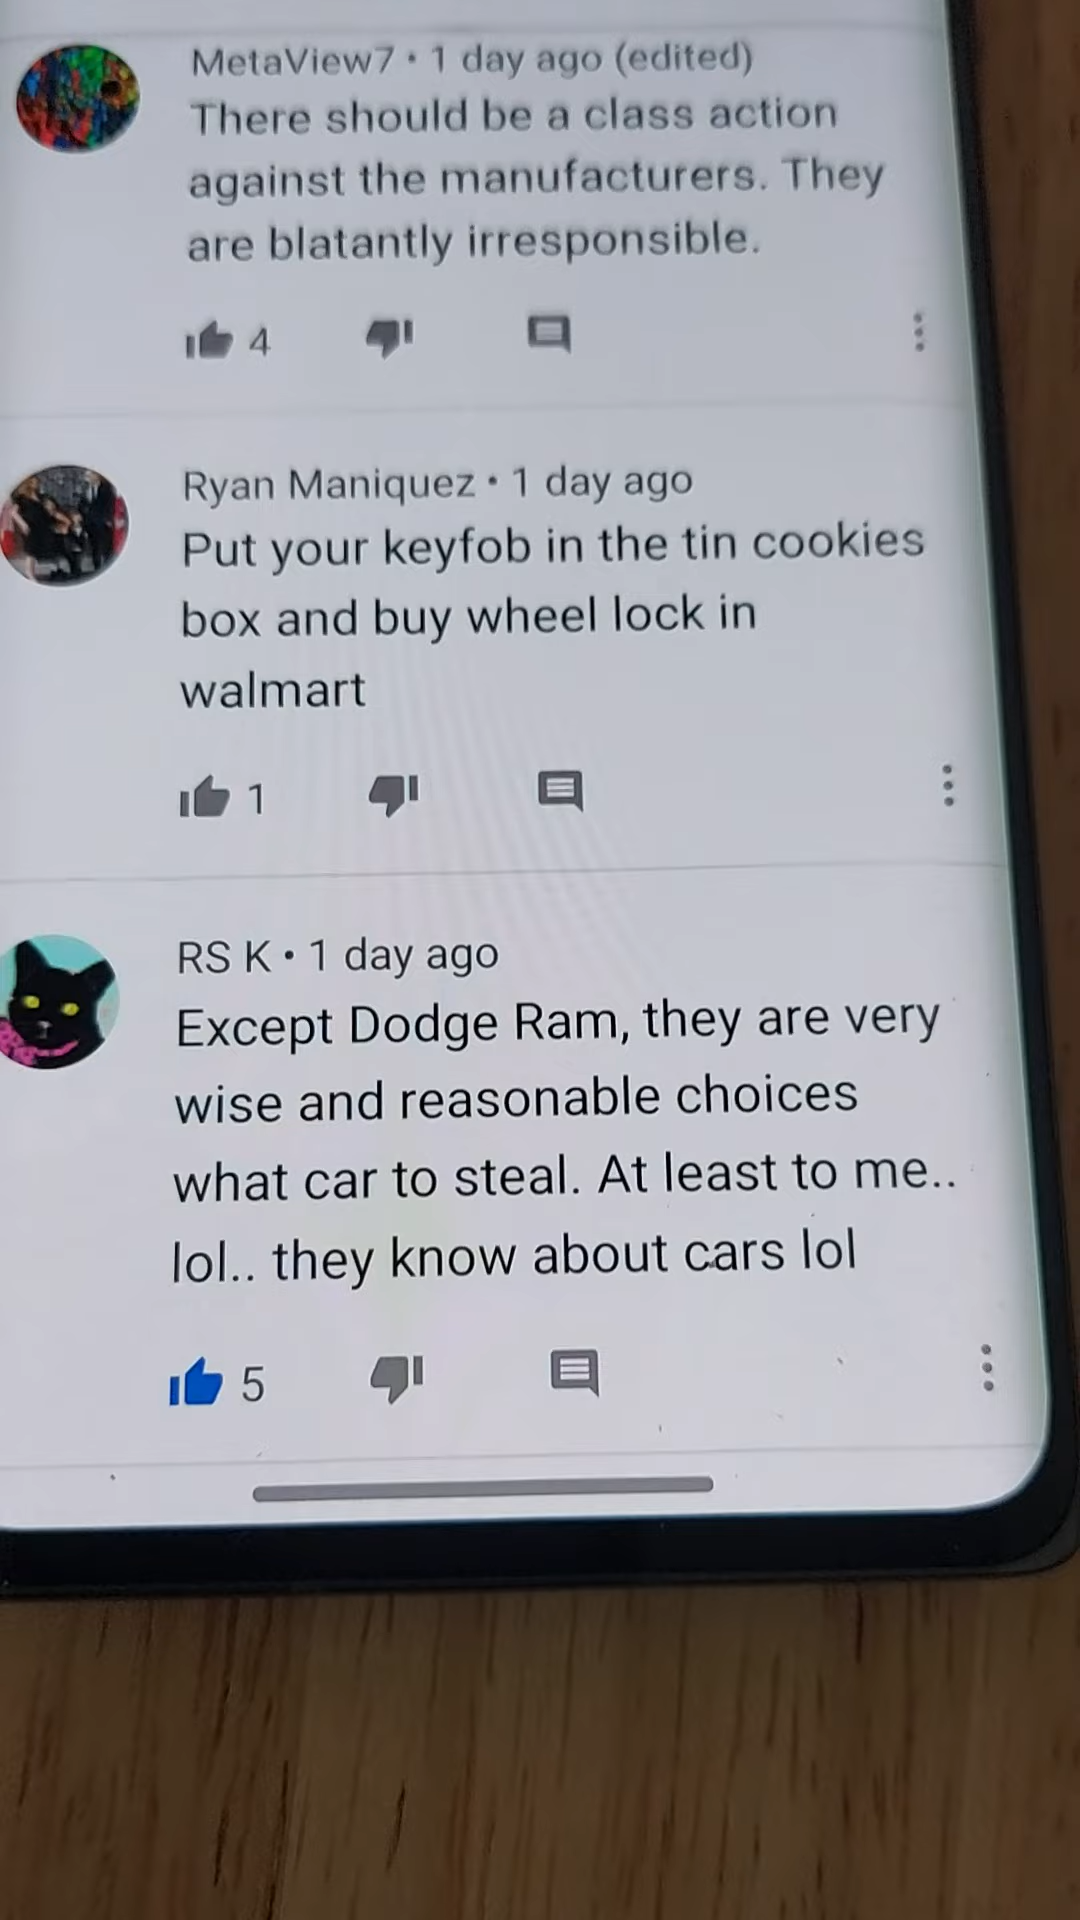 MetaView7 • 1 day ago (edited)
There should be a class action
against the manufacturers. They
are blatantly irresponsible.
4
Ryan Maniquez • 1 day ago
Put your keyfob in the tin cookies
box and buy wheel lock in
walmart
1
RS K • 1 day ago
Except Dodge Ram, they are very
wise and reasonable choices
what car to steal. At least to me..
lol.. they know about cars lol
5